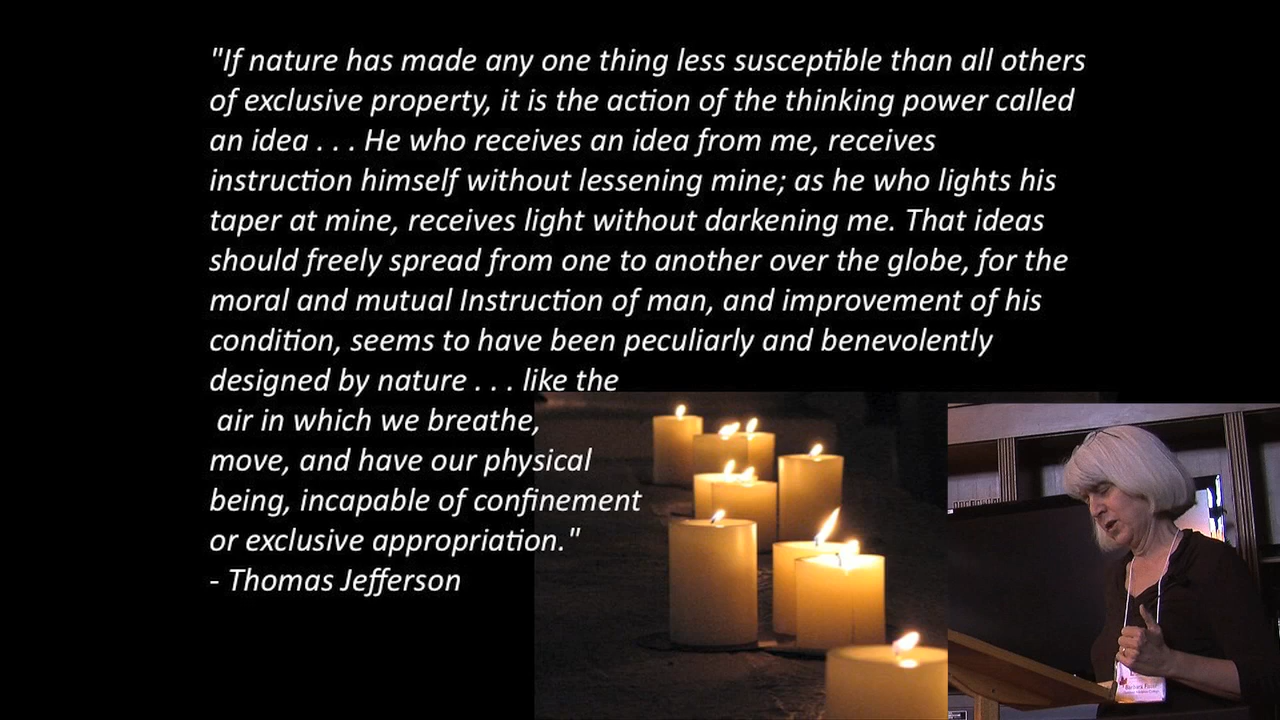 "If nature has made any one thing less susceptible than all others
of exclusive property, it is the action of the thinking power called
an idea . . . He who receives an idea from me, receives
instruction himself without lessening mine; as he who lights his
taper at mine, receives light without darkening me. That ideas
should freely spread from one to another over the globe, for the
moral and mutual Instruction of man, and improvement of his
condition, seems to have been peculiarly and benevolently
designed by nature . . . like the
air in which we breathe,
move, and have our physical
being, incapable of confinement
or exclusive appropriation."
- Thomas Jefferson
Barbara